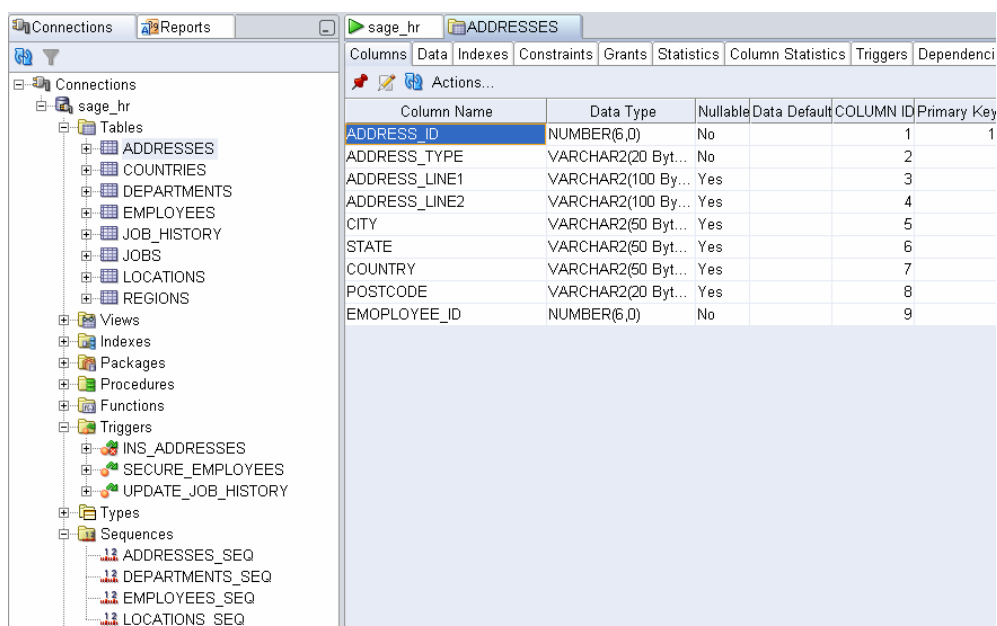 Connections Reports
Connections
sage_hr
Tables
ADDRESSES
COUNTRIES
DEPARTMENTS
EMPLOYEES
JOB_HISTORY
JOBS
LOCATIONS
REGIONS
Views
Indexes
Packages
Procedures
Functions
Triggers
INS_ADDRESSES
SECURE_EMPLOYEES
UPDATE_JOB_HISTORY
Types
Sequences
ADDRESSES_SEQ
DEPARTMENTS_SEQ
EMPLOYEES_SEQ
LOCATIONS_SEQ
sage_hr ADDRESSES
Columns Data Indexes Constraints Grants Statistics Column Statistics Triggers Dependenci
Actions...
Column Name Data Type Nullable Data Default COLUMN ID Primary Key
ADDRESS_ID NUMBER(6,0) No 1 1
ADDRESS_TYPE VARCHAR2(20 Byt... No 2
ADDRESS_LINE1 VARCHAR2(100 By... Yes 3
ADDRESS_LINE2 VARCHAR2(100 By... Yes 4
CITY VARCHAR2(50 Byt... Yes 5
STATE VARCHAR2(50 Byt... Yes 6
COUNTRY VARCHAR2(50 Byt... Yes 7
POSTCODE VARCHAR2(20 Byt... Yes 8
EMOPLOYEE_ID NUMBER(6,0) No 9